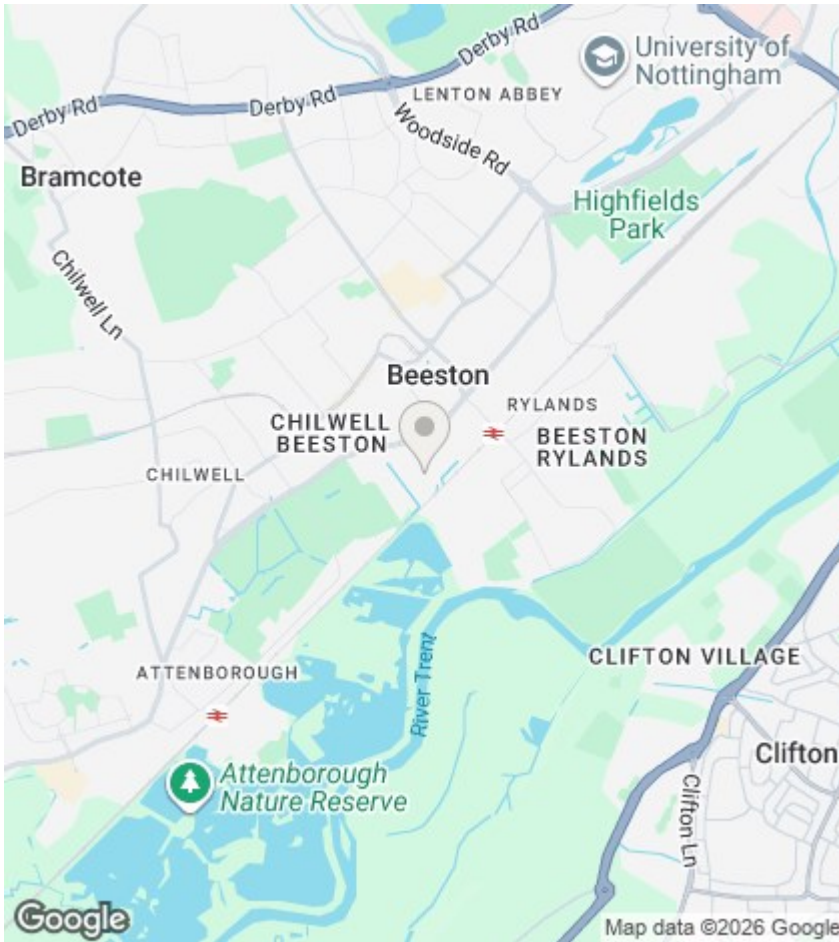 Derby Rd
University of
Nottingham
Derby Rd
LENTON ABBEY
Derby Rd
Woodside Rd
Bramcote
Highfields
Park
Chilwell Ln
Beeston
RYLANDS
CHILWELL
BEESTON
BEESTON
RYLANDS
CHILWELL
River Trent
CLIFTON VILLAGE
ATTENBOROUGH
Clifton
Attenborough
Nature Reserve
Clifton Ln
Google
Map data ©2026 Google